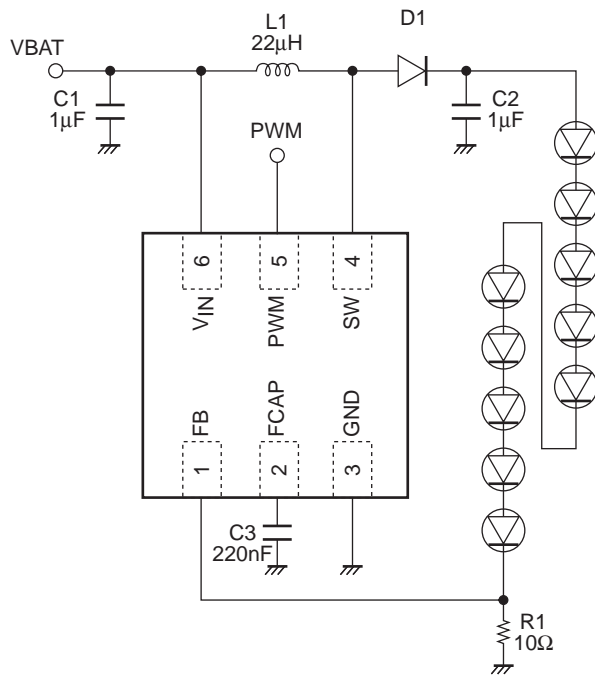 VBAT
L1
22μH
D1
C1
1μF
C2
1μF
PWM
6
5
4
VIN
PWM
SW
FB
FCAP
GND
1
2
3
C3
220nF
R1
10Ω